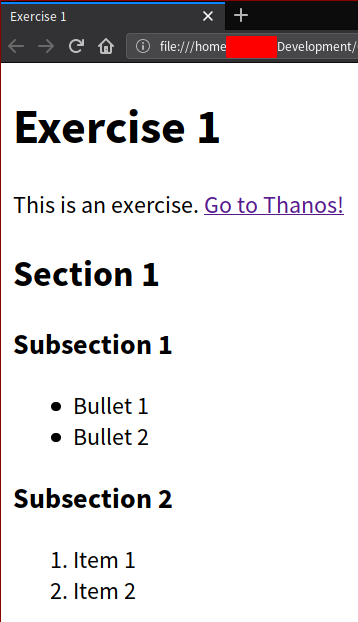 Exercise 1
file:///home Development/
Exercise 1
This is an exercise. Go to Thanos!
Section 1
Subsection 1
• Bullet 1
• Bullet 2
Subsection 2
1. Item 1
2. Item 2